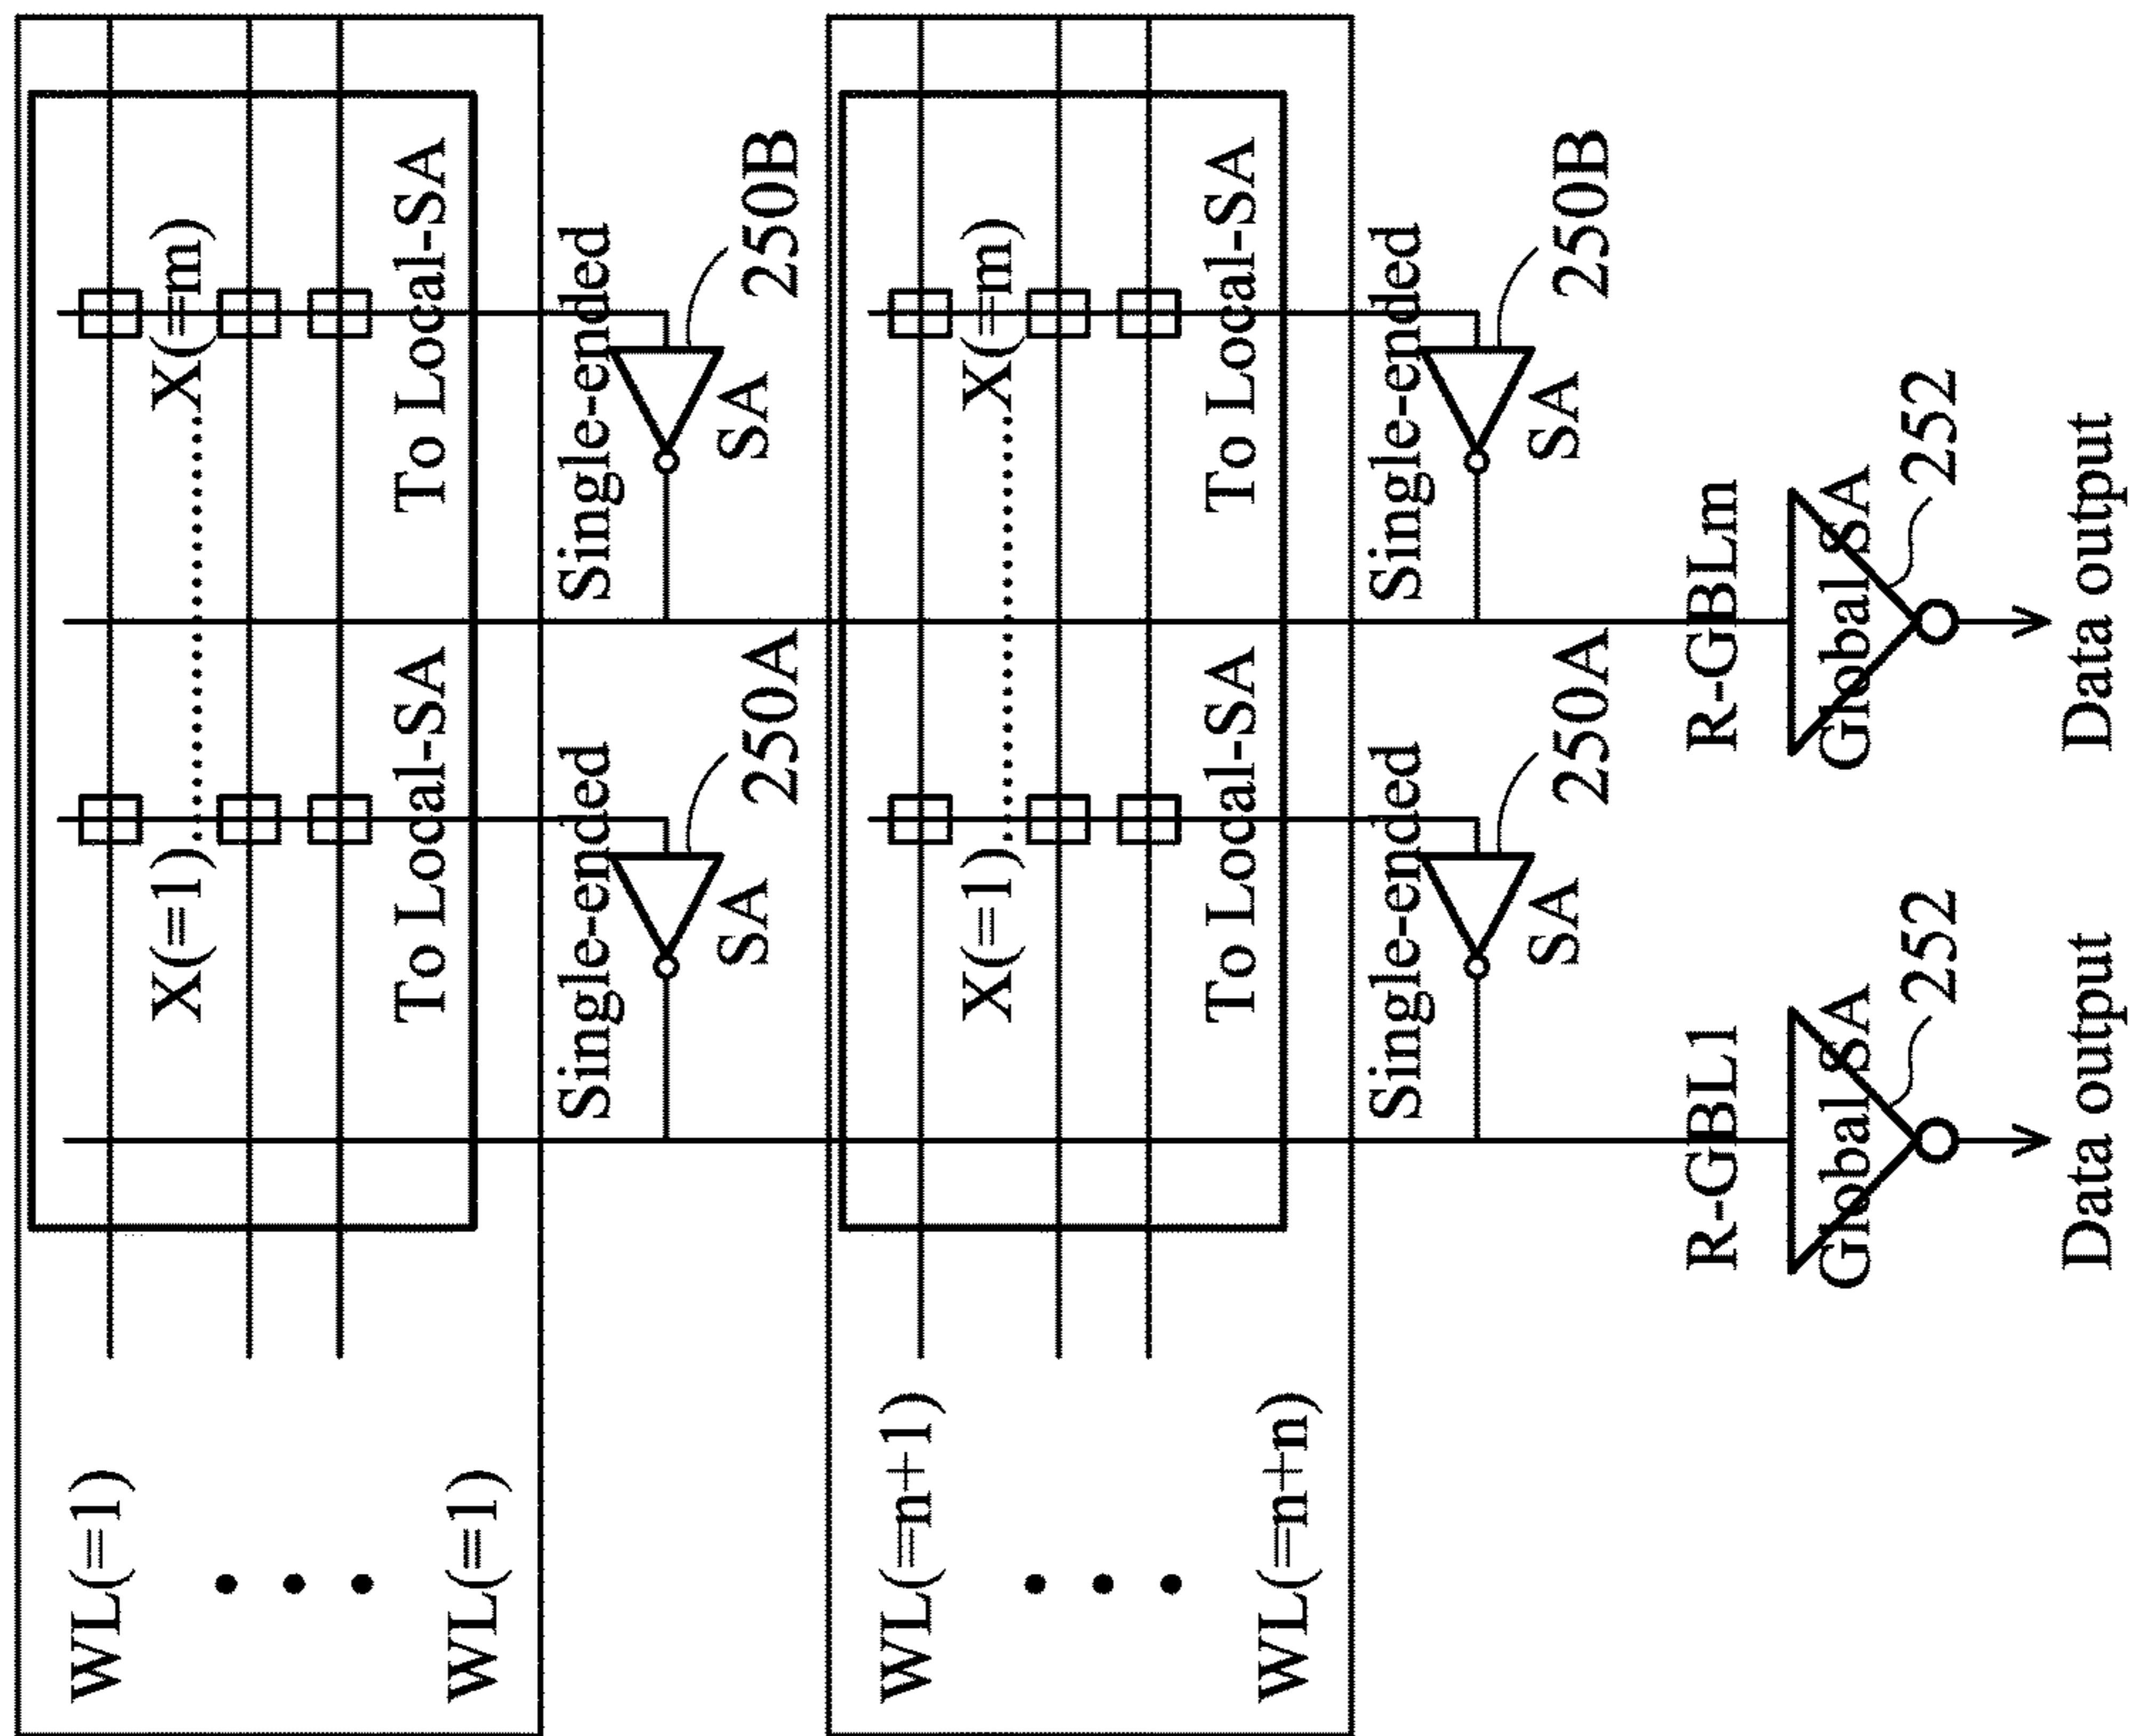 WL(=1)
X(=1)........X(=m)
To Local-SA
To Local-SA
WL(=1)
Single-ended
Single-ended
SA
250A
SA
250B
WL(=n+1)
X(=1)........X(=m)
To Local-SA
To Local-SA
WL(=n+n)
Single-ended
Single-ended
SA
250A
SA
250B
R-GBL1
R-GBLm
Global SA
Global SA
252
252
Data output
Data output